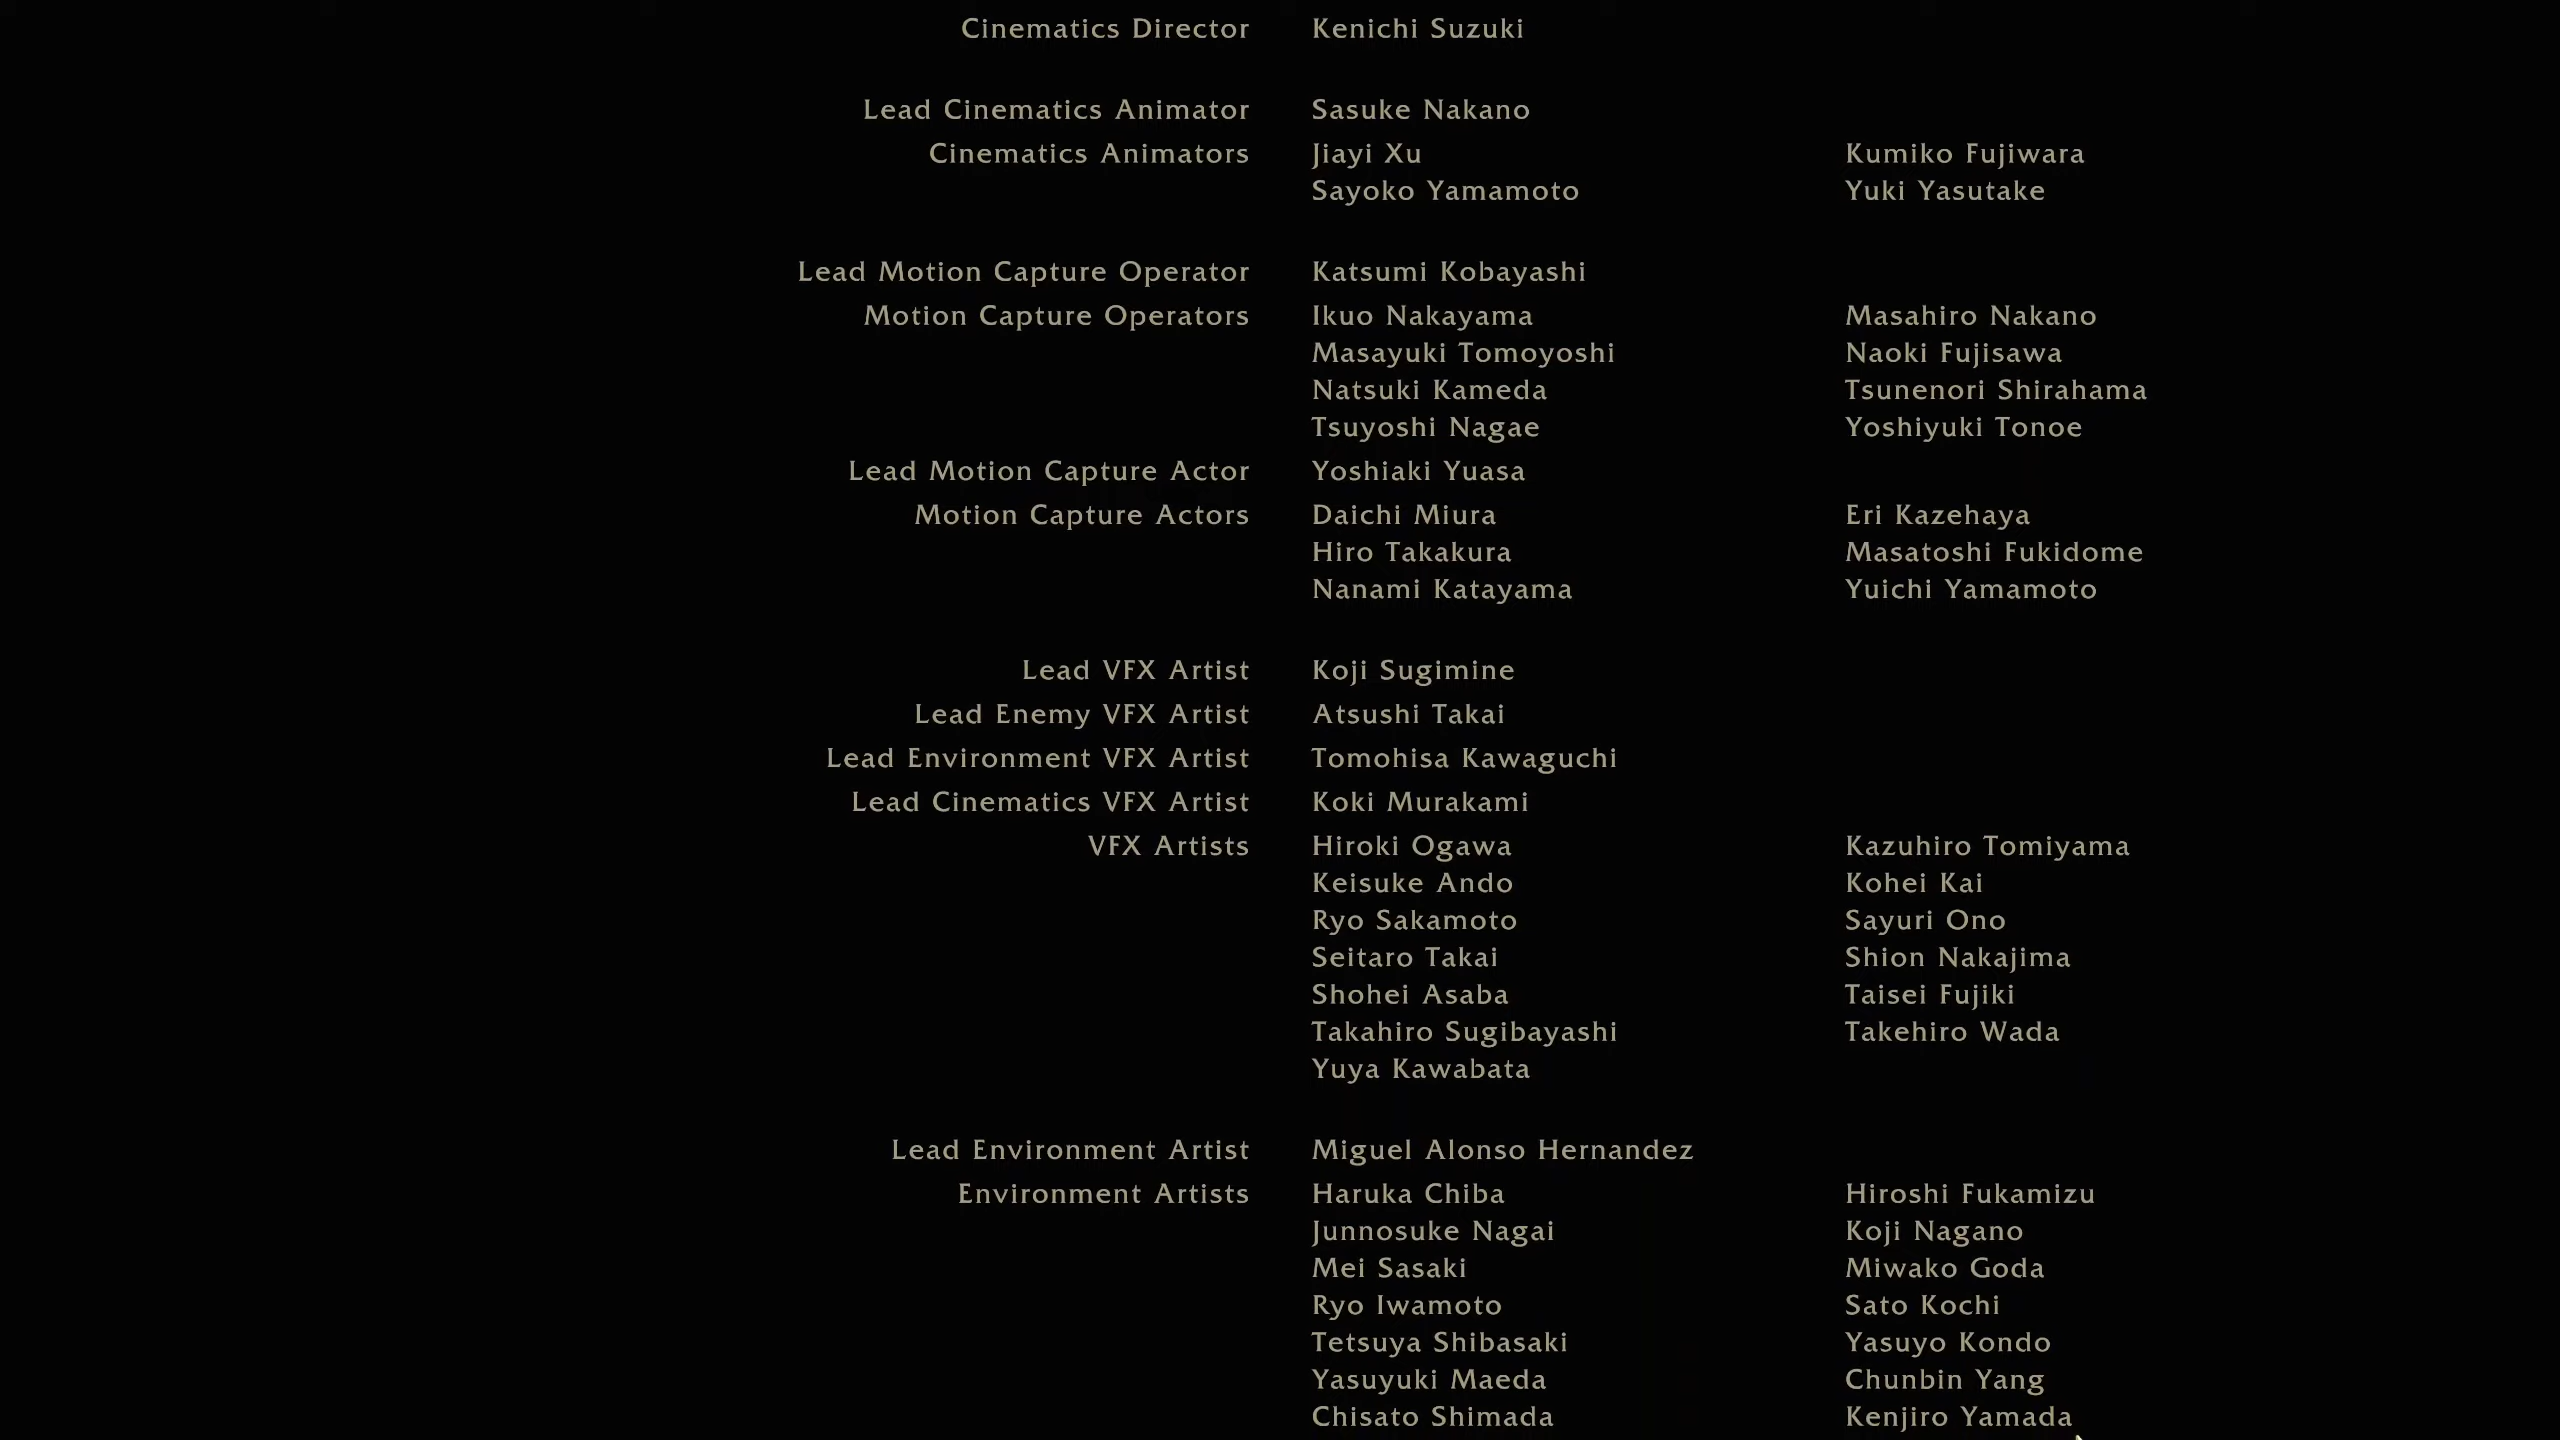 Cinematics Director Kenichi Suzuki
Lead Cinematics Animator Sasuke Nakano
Cinematics Animators Jiayi Xu Kumiko Fujiwara
Sayoko Yamamoto Yuki Yasutake
Lead Motion Capture Operator Katsumi Kobayashi
Motion Capture Operators Ikuo Nakayama Masahiro Nakano
Masayuki Tomoyoshi Naoki Fujisawa
Natsuki Kameda Tsunenori Shirahama
Tsuyoshi Nagae Yoshiyuki Tonoe
Lead Motion Capture Actor Yoshiaki Yuasa
Motion Capture Actors Daichi Miura Eri Kazehaya
Hiro Takakura Masatoshi Fukidome
Nanami Katayama Yuichi Yamamoto
Lead VFX Artist Koji Sugimine
Lead Enemy VFX Artist Atsushi Takai
Lead Environment VFX Artist Tomohisa Kawaguchi
Lead Cinematics VFX Artist Koki Murakami
VFX Artists Hiroki Ogawa Kazuhiro Tomiyama
Keisuke Ando Kohei Kai
Ryo Sakamoto Sayuri Ono
Seitaro Takai Shion Nakajima
Shohei Asaba Taisei Fujiki
Takahiro Sugibayashi Takehiro Wada
Yuya Kawabata
Lead Environment Artist Miguel Alonso Hernandez
Environment Artists Haruka Chiba Hiroshi Fukamizu
Junnosuke Nagai Koji Nagano
Mei Sasaki Miwako Goda
Ryo Iwamoto Sato Kochi
Tetsuya Shibasaki Yasuyo Kondo
Yasuyuki Maeda Chunbin Yang
Chisato Shimada Kenjiro Yamada